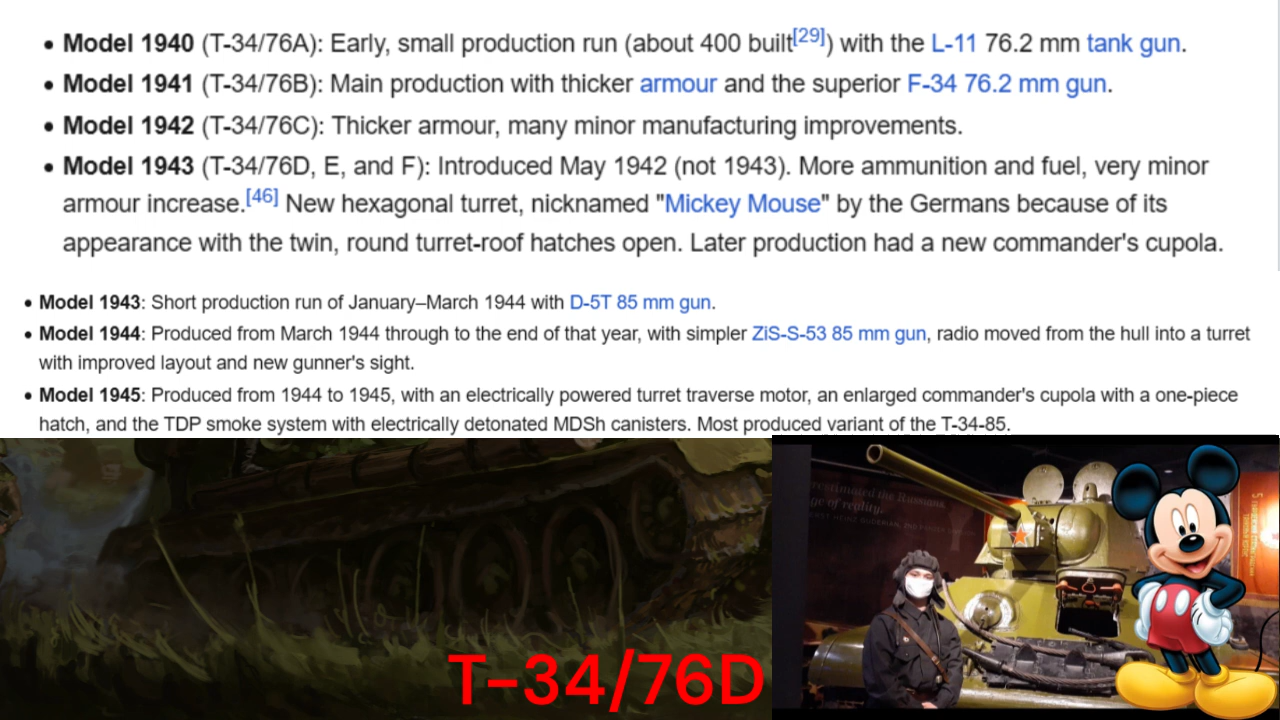 • Model 1940 (T-34/76A): Early, small production run (about 400 built[29]) with the L-11 76.2 mm tank gun.
• Model 1941 (T-34/76B): Main production with thicker armour and the superior F-34 76.2 mm gun.
• Model 1942 (T-34/76C): Thicker armour, many minor manufacturing improvements.
• Model 1943 (T-34/76D, E, and F): Introduced May 1942 (not 1943). More ammunition and fuel, very minor
armour increase.[46] New hexagonal turret, nicknamed "Mickey Mouse" by the Germans because of its
appearance with the twin, round turret-roof hatches open. Later production had a new commander's cupola.
• Model 1943: Short production run of January–March 1944 with D-5T 85 mm gun.
• Model 1944: Produced from March 1944 through to the end of that year, with simpler ZiS-S-53 85 mm gun, radio moved from the hull into a turret
with improved layout and new gunner's sight.
• Model 1945: Produced from 1944 to 1945, with an electrically powered turret traverse motor, an enlarged commander's cupola with a one-piece
hatch, and the TDP smoke system with electrically detonated MDSh canisters. Most produced variant of the T-34-85.
the Russians
of reality.
T-34/76D